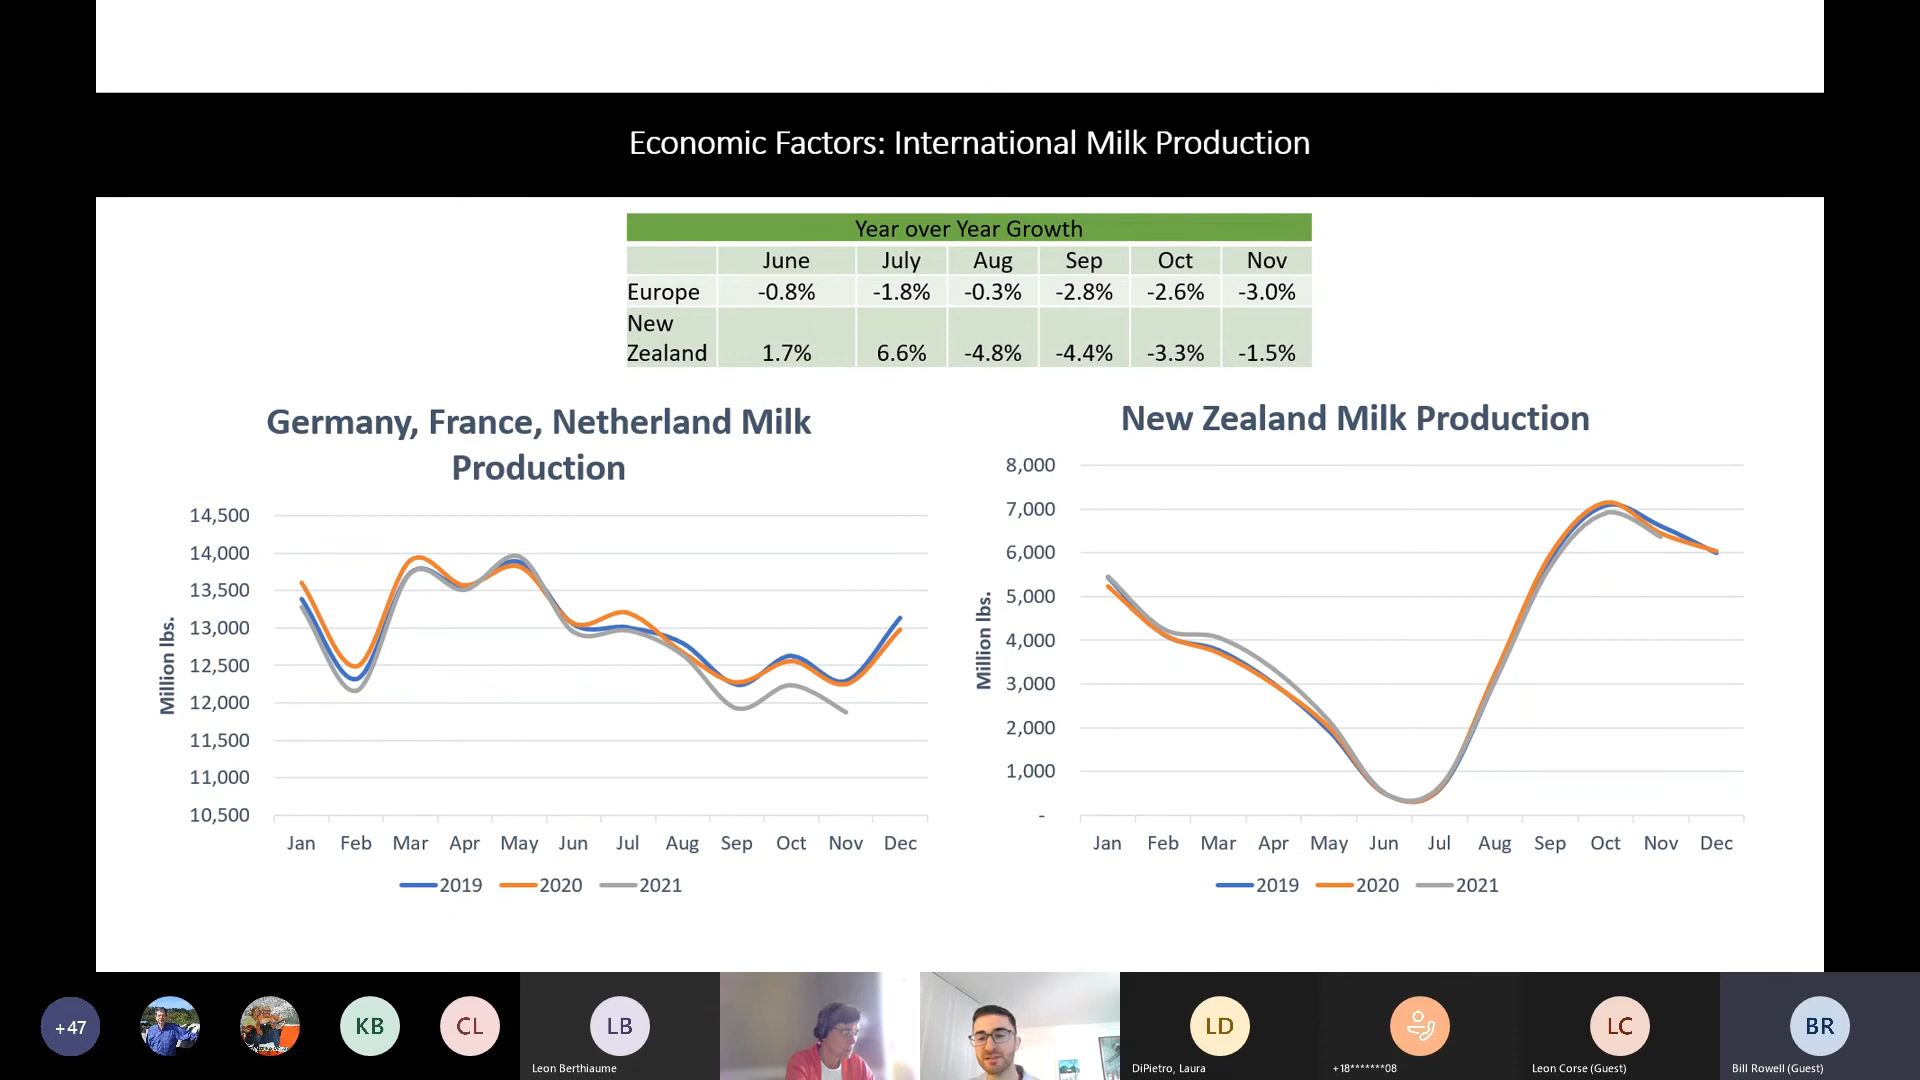 Economic Factors: International Milk Production
Year over Year Growth
June July Aug Sep Oct Nov
Europe -0.8% -1.8% -0.3% -2.8% -2.6% -3.0%
New
Zealand 1.7% 6.6% -4.8% -4.4% -3.3% -1.5%
Germany, France, Netherland Milk
Production
14,500
14,000
13,500
13,000
12,500
12,000
11,500
11,000
10,500
Million lbs.
Jan Feb Mar Apr May Jun Jul Aug Sep Oct Nov Dec
2019 2020 2021
New Zealand Milk Production
8,000
7,000
6,000
5,000
4,000
3,000
2,000
1,000
-
Million lbs.
Jan Feb Mar Apr May Jun Jul Aug Sep Oct Nov Dec
2019 2020 2021
+47
KB
CL
LB
Leon Berthiaume
LD
DiPietro, Laura
+18*******08
LC
Leon Corse (Guest)
BR
Bill Rowell (Guest)